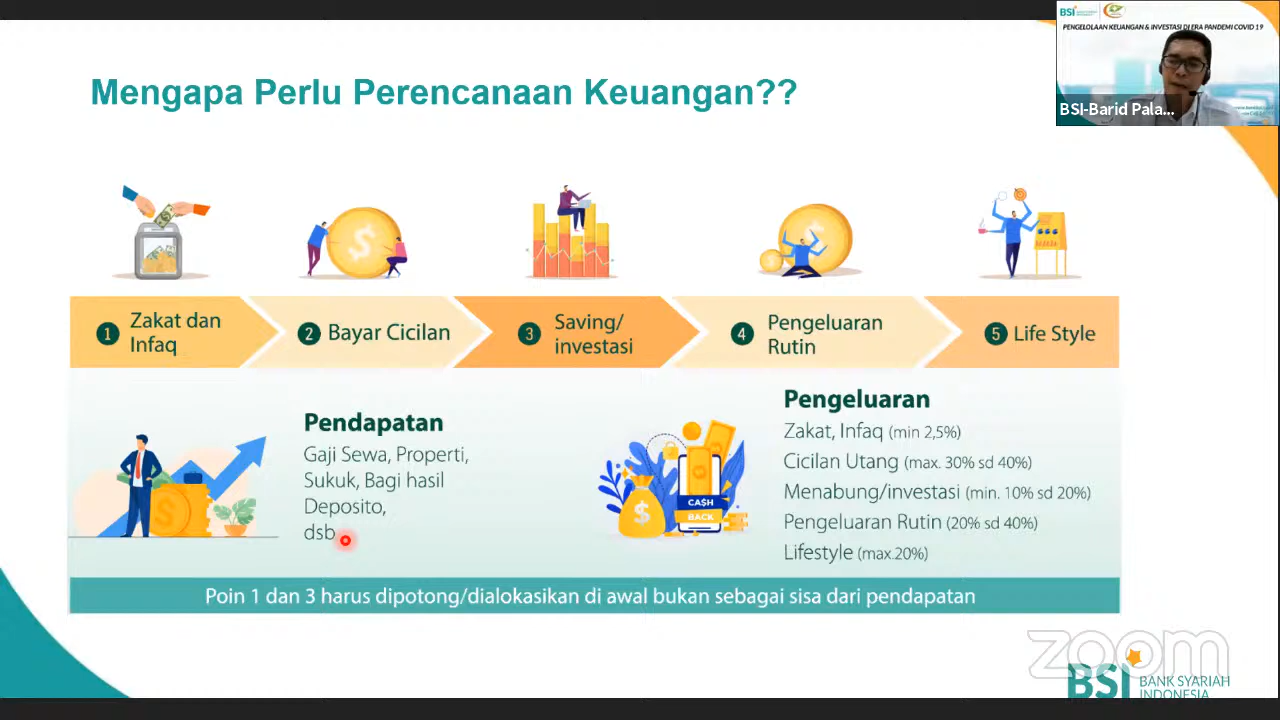 BSI
PENGELOLAAN KEUANGAN & INVESTASI DI ERA PANDEMI COVID 19
BSI-Barid Pala...
Mengapa Perlu Perencanaan Keuangan??
1 Zakat dan
Infaq
2 Bayar Cicilan
3 Saving/
investasi
4 Pengeluaran
Rutin
5 Life Style
Pendapatan
Gaji Sewa, Properti,
Sukuk, Bagi hasil
Deposito,
dsb
CA$H
BACK
Pengeluaran
Zakat, Infaq (min 2,5%)
Cicilan Utang (max. 30% sd 40%)
Menabung/investasi (min. 10% sd 20%)
Pengeluaran Rutin (20% sd 40%)
Lifestyle (max.20%)
Poin 1 dan 3 harus dipotong/dialokasikan di awal bukan sebagai sisa dari pendapatan
zoom
BSI BANK SYARIAH
INDONESIA